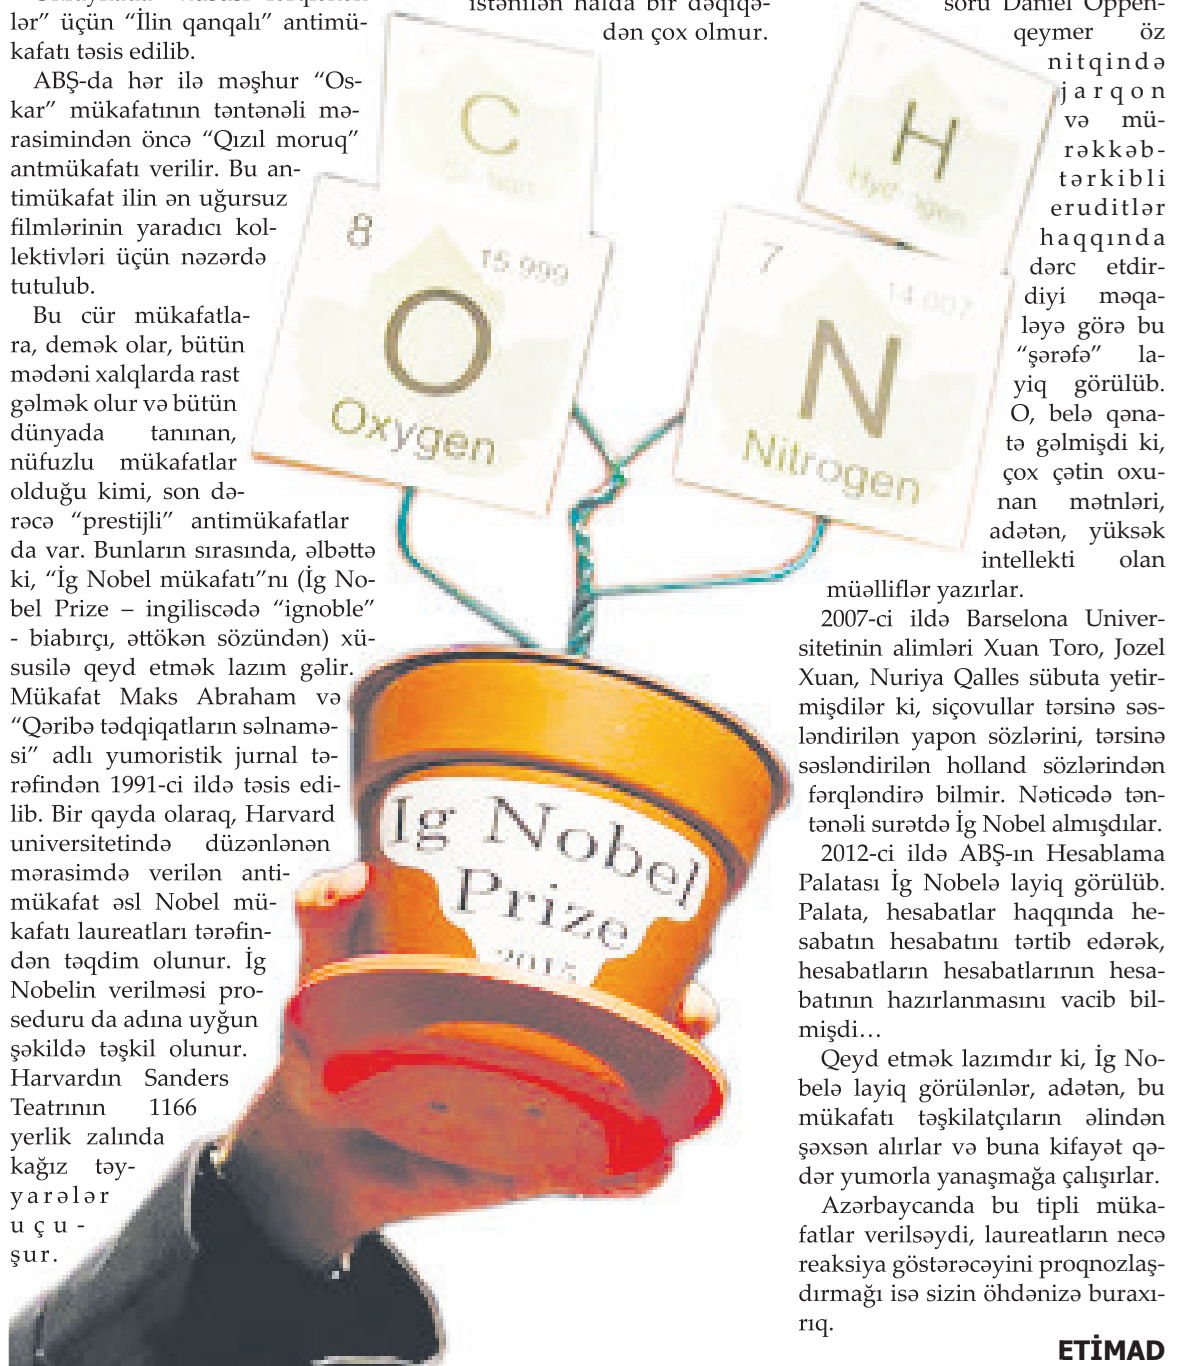 lər” üçün “İlin qanqalı” antimü-
kafatı təsis edilib.
ABŞ-da hər ilə məşhur “Os-
kar” mükafatının təntənəli mə-
rasimindən öncə “Qızıl moruq”
antmükafatı verilir. Bu an-
timükafat ilin ən uğursuz
filmlərinin yaradıcı kol-
lektivləri üçün nəzərdə
tutulub.
Bu cür mükafatla-
ra, demək olar, bütün
mədəni xalqlarda rast
gəlmək olur və bütün
dünyada tanınan,
nüfuzlu mükafatlar
olduğu kimi, son də-
rəcə “prestijli” antimükafatlar
da var. Bunların sırasında, əlbəttə
ki, “İg Nobel mükafatı”nı (İg No-
bel Prize – ingiliscədə “ignoble”
- biabırçı, əttökən sözündən) xü-
susilə qeyd etmək lazım gəlir.
Mükafat Maks Abraham və
“Qəribə tədqiqatların səlnamə-
si” adlı yumoristik jurnal tə-
rəfindən 1991-ci ildə təsis edi-
lib. Bir qayda olaraq, Harvard
universitetində düzənlənən
mərasimdə verilən anti-
mükafat əsl Nobel mü-
kafatı laureatları tərəfin-
dən təqdim olunur. İg
Nobelin verilməsi pro-
seduru da adına uyğun
şəkildə təşkil olunur.
Harvardın Sanders
Teatrının 1166
yerlik zalında
kağız təy-
yarələr
uçu-
şur.
istənilən halda bir dəqiqə-
dən çox olmur.
C
H
8
15.999
O
Oxygen
7
14.007
N
Nitrogen
Ig Nobel
Prize
2015
soru Daniel Oppen-
qeymer öz
nitqində
jarqon
və mü-
rəkkəb-
tərkibli
eruditlər
haqqında
dərc etdir-
diyi məqa-
ləyə görə bu
“şərəfə” la-
yiq görülüb.
O, belə qəna-
tə gəlmişdi ki,
çox çətin oxu-
nan mətnləri,
adətən, yüksək
intellekti olan
müəlliflər yazırlar.
2007-ci ildə Barselona Univer-
sitetinin alimləri Xuan Toro, Jozel
Xuan, Nuriya Qalles sübuta yetir-
mişdilər ki, siçovullar tərsinə səs-
ləndirilən yapon sözlərini, tərsinə
səsləndirilən holland sözlərindən
fərqləndirə bilmir. Nəticədə tən-
tənəli surətdə İg Nobel almışdılar.
2012-ci ildə ABŞ-ın Hesablama
Palatası İg Nobelə layiq görülüb.
Palata, hesabatlar haqqında he-
sabatın hesabatını tərtib edərək,
hesabatların hesabatlarının hesa-
batının hazırlanmasını vacib bil-
mişdi…
Qeyd etmək lazımdır ki, İg No-
belə layiq görülənlər, adətən, bu
mükafatı təşkilatçıların əlindən
şəxsən alırlar və buna kifayət qə-
dər yumorla yanaşmağa çalışırlar.
Azərbaycanda bu tipli müka-
fatlar verilsəydi, laureatların necə
reaksiya göstərəcəyini proqnozlaş-
dırmağı isə sizin öhdənizə buraxı-
rıq.
ETİMAD